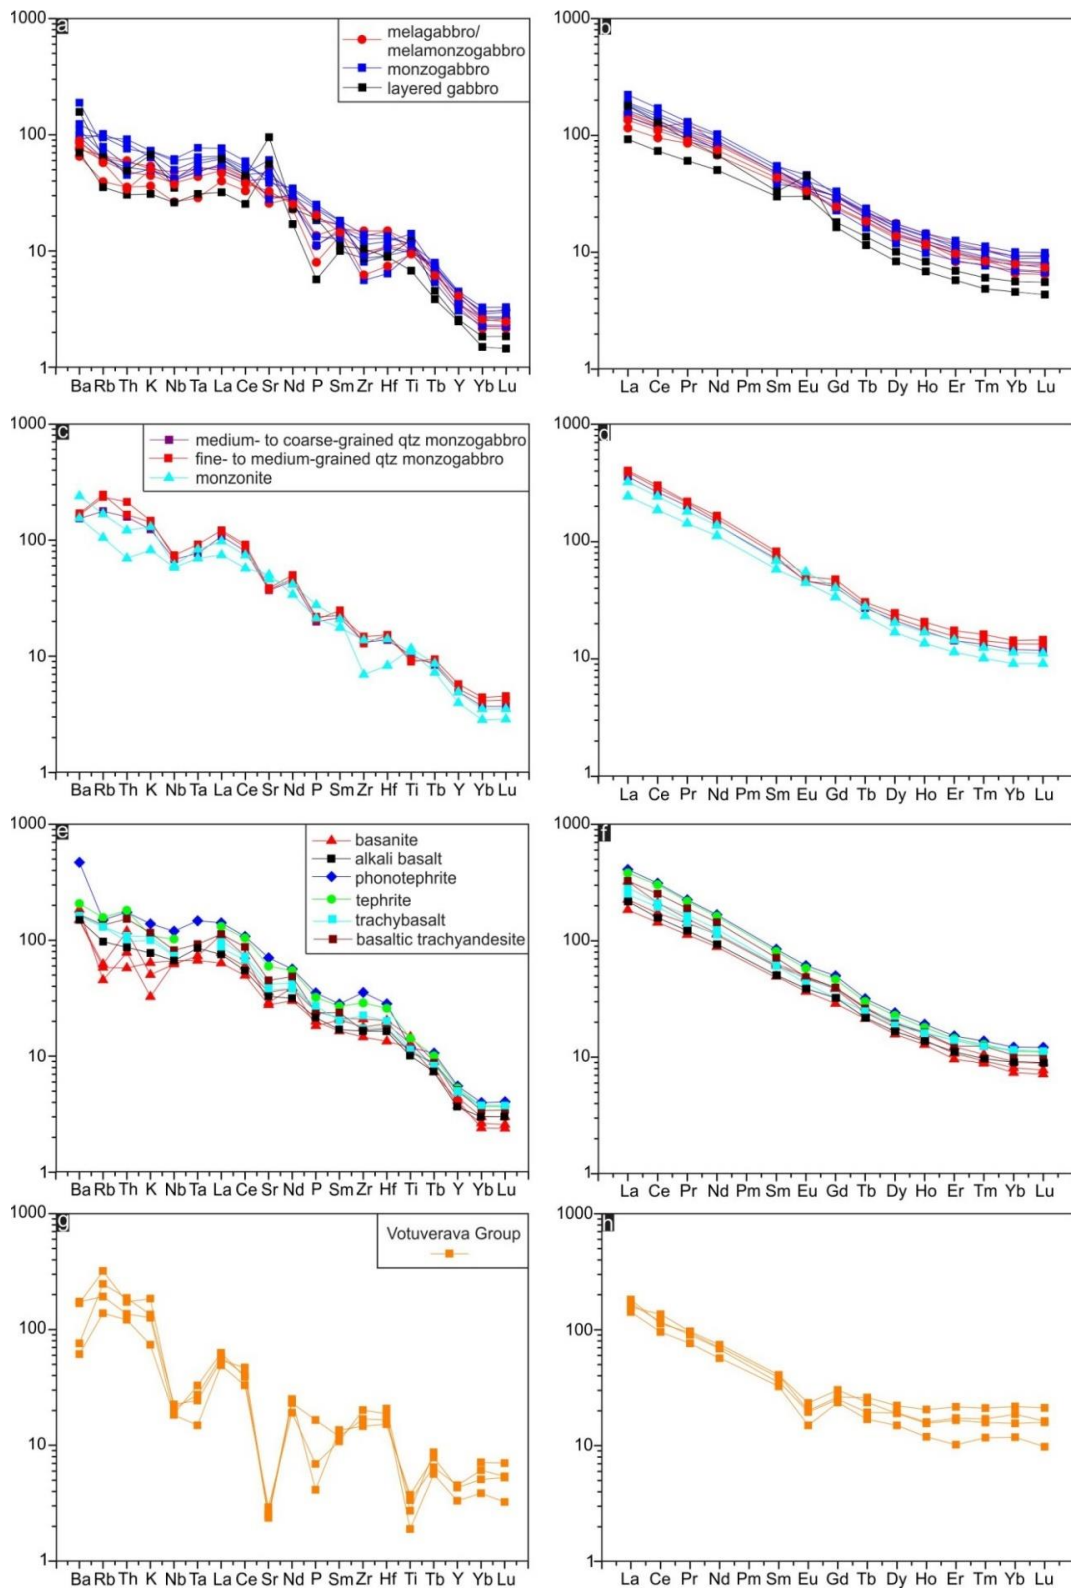 a
1000
100
10
1
melagabbro/
melamonzogabbro
monzogabbro
layered gabbro
Ba Rb Th K Nb Ta La Ce Sr Nd P Sm Zr Hf Ti Tb Y Yb Lu
b
1000
100
10
1
La Ce Pr Nd Pm Sm Eu Gd Tb Dy Ho Er Tm Yb Lu
c
1000
100
10
1
medium- to coarse-grained qtz monzogabbro
fine- to medium-grained qtz monzogabbro
monzonite
Ba Rb Th K Nb Ta La Ce Sr Nd P Sm Zr Hf Ti Tb Y Yb Lu
d
1000
100
10
1
La Ce Pr Nd Pm Sm Eu Gd Tb Dy Ho Er Tm Yb Lu
e
1000
100
10
1
basanite
alkali basalt
phonotephrite
tephrite
trachybasalt
basaltic trachyandesite
Ba Rb Th K Nb Ta La Ce Sr Nd P Sm Zr Hf Ti Tb Y Yb Lu
f
1000
100
10
1
La Ce Pr Nd Pm Sm Eu Gd Tb Dy Ho Er Tm Yb Lu
g
1000
100
10
1
Votuverava Group
Ba Rb Th K Nb Ta La Ce Sr Nd P Sm Zr Hf Ti Tb Y Yb Lu
h
1000
100
10
1
La Ce Pr Nd Pm Sm Eu Gd Tb Dy Ho Er Tm Yb Lu